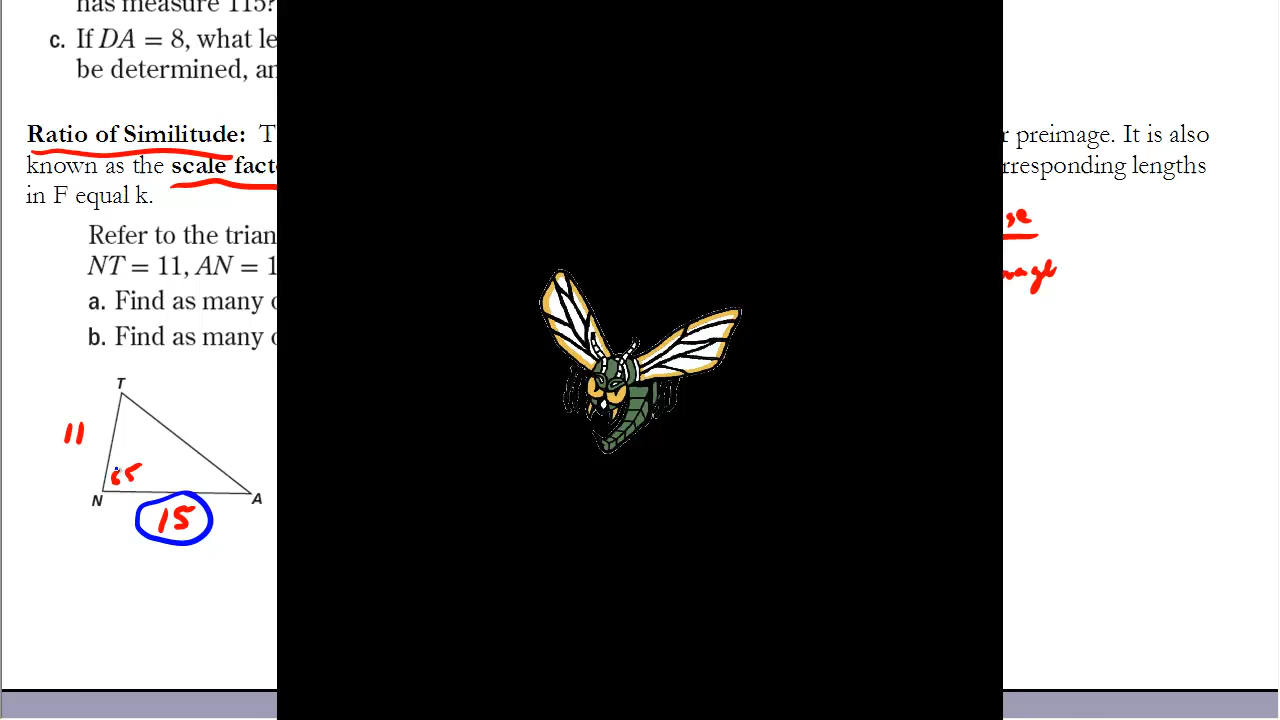 has measure 115?
c. If DA = 8, what le
be determined, an
Ratio of Similitude: T
r preimage. It is also
known as the scale fact
rresponding lengths
in F equal k.
se
Refer to the trian
NT = 11, AN = 1
a. Find as many
b. Find as many
T
11
85
N
A
15